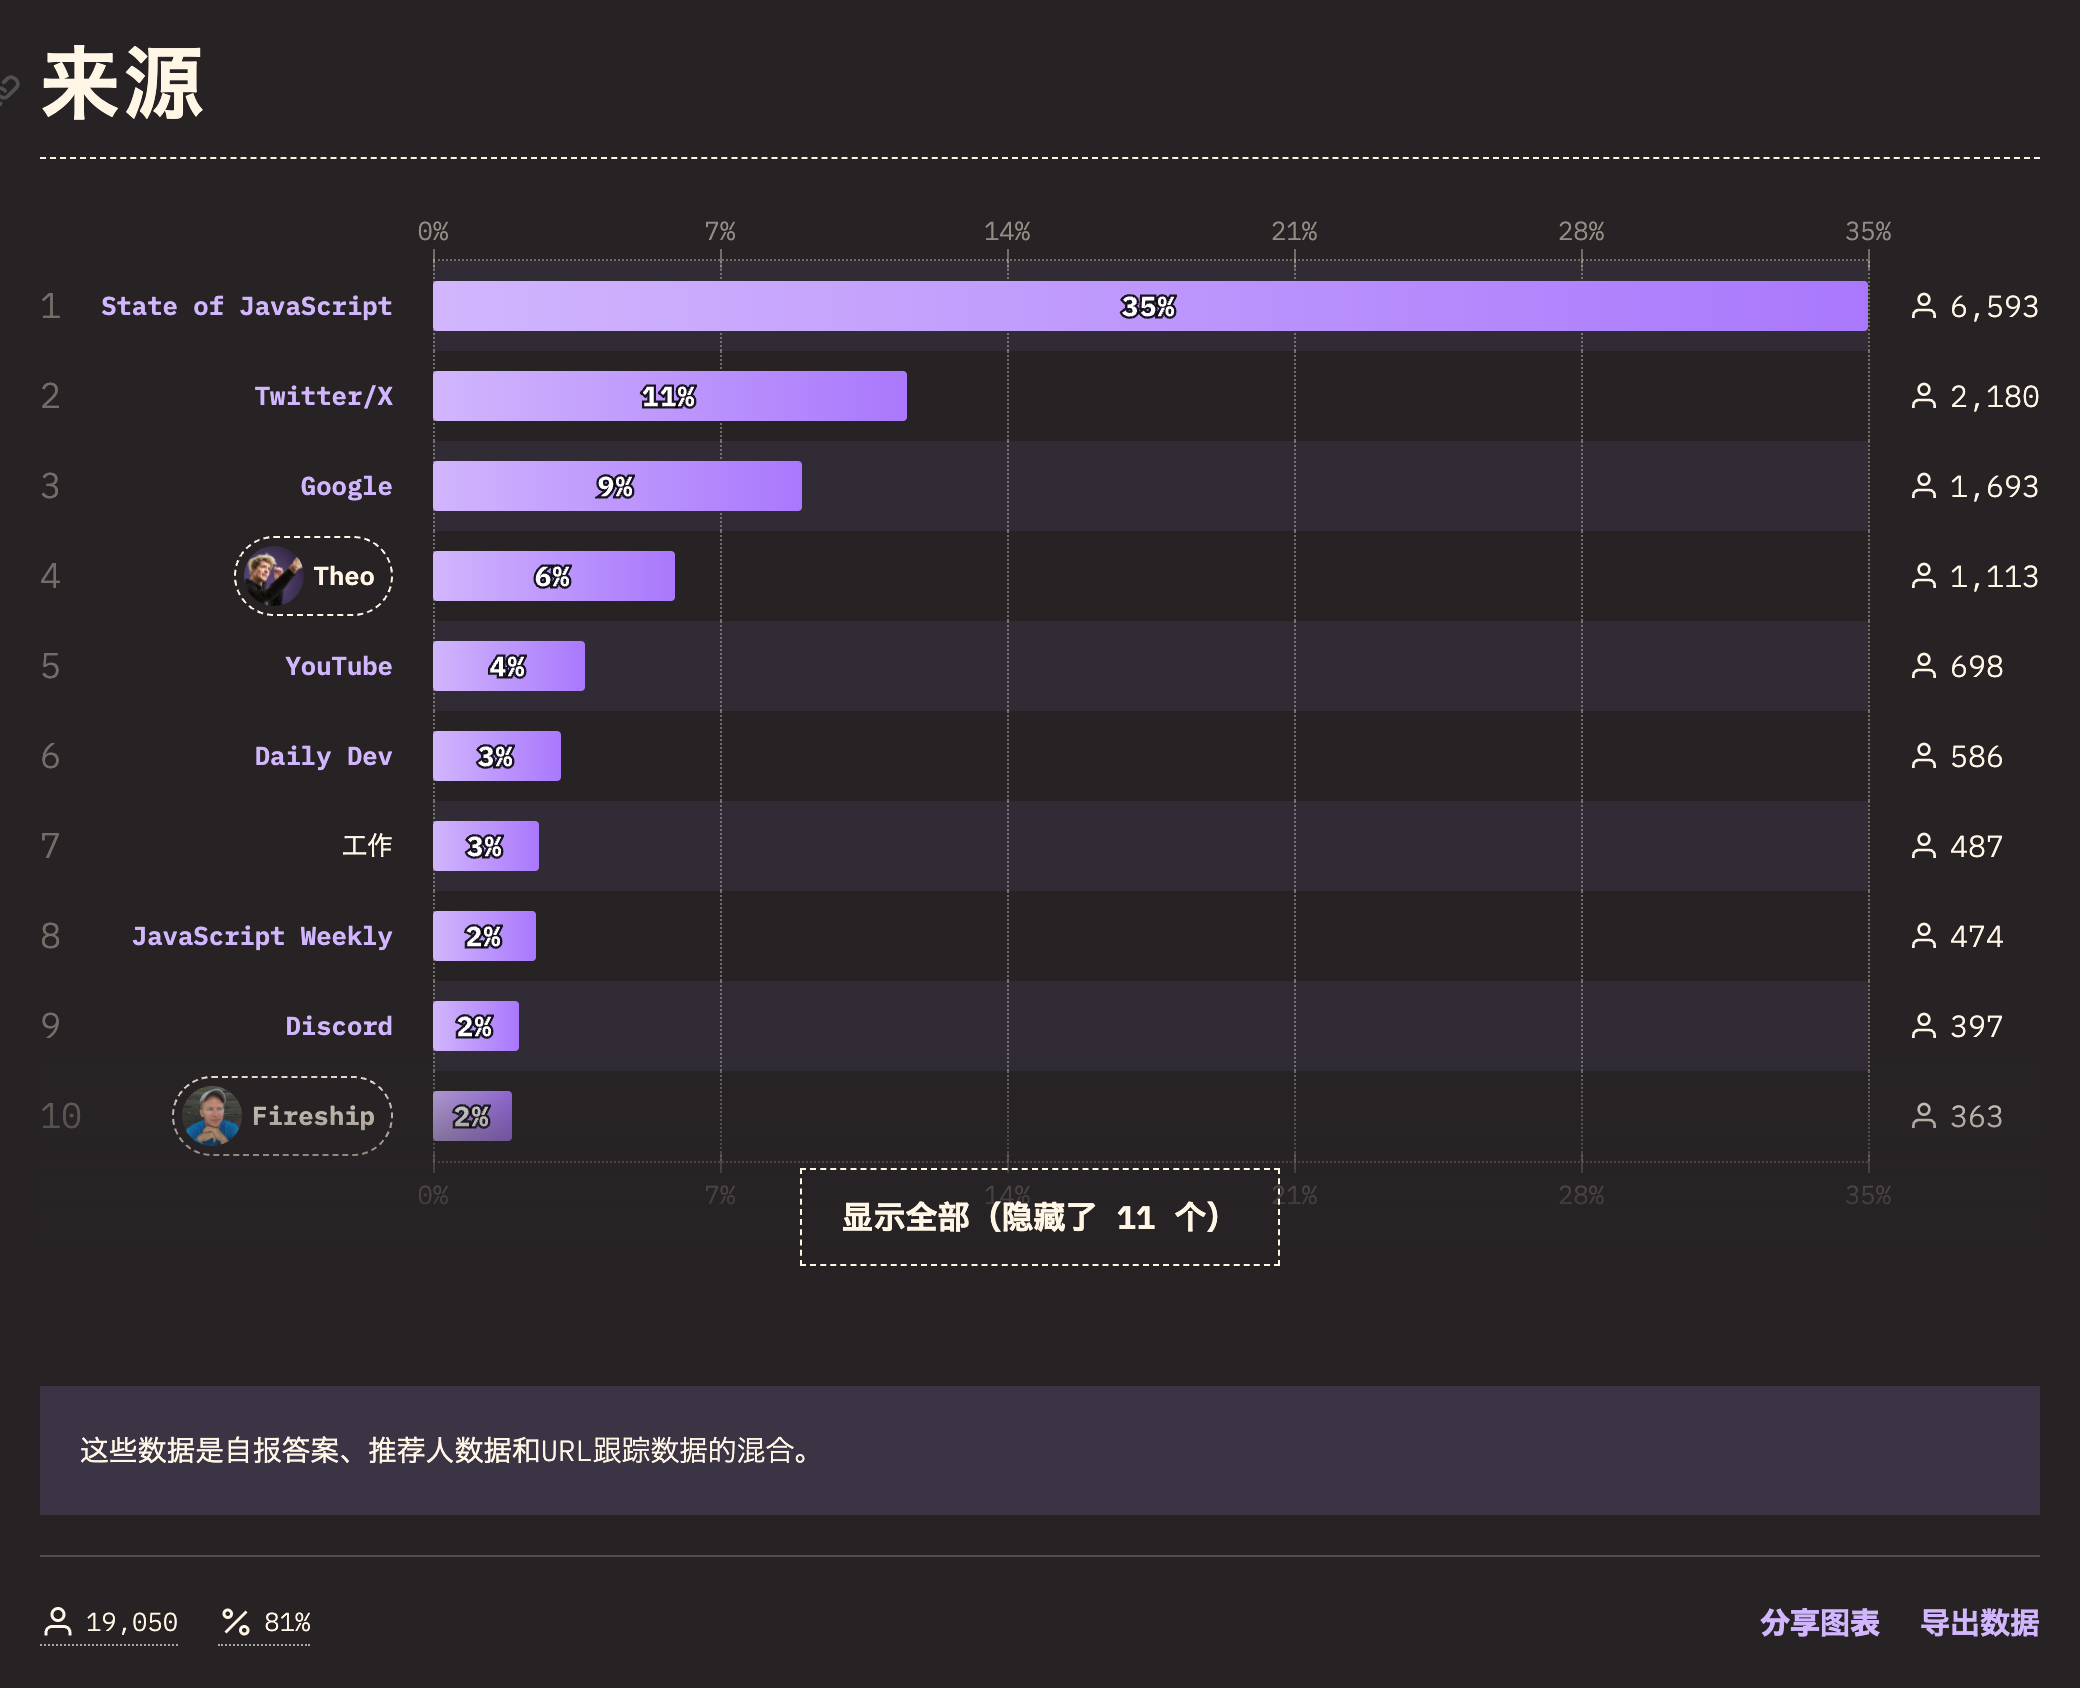 来源
0% 7% 14% 21% 28% 35%
1 State of JavaScript 35% 6,593
2 Twitter/X 11% 2,180
3 Google 9% 1,693
4 Theo 6% 1,113
5 YouTube 4% 698
6 Daily Dev 3% 586
7 工作 3% 487
8 JavaScript Weekly 2% 474
9 Discord 2% 397
10 Fireship 2% 363
0% 7% 14% 21% 28% 35%
显示全部（隐藏了 11 个）
这些数据是自报答案、推荐人数据和URL跟踪数据的混合。
19,050 81% 分享图表 导出数据